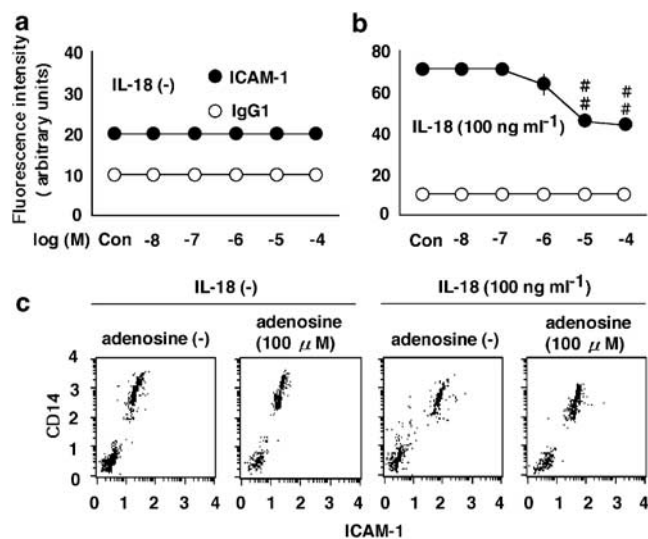 a
Fluorescence intensity
( arbitrary units)
40
30
20
10
0
IL-18 (-)
ICAM-1
IgG1
log (M) Con -8 -7 -6 -5 -4
b
80
60
40
20
0
IL-18 (100 ng ml-1)
# #
# #
Con -8 -7 -6 -5 -4
c
IL-18 (-)
IL-18 (100 ng ml-1)
adenosine (-)
adenosine
(100 μ M)
adenosine (-)
adenosine
(100 μ M)
CD14
4
3
2
1
0
0 1 2 3 4
0 1 2 3 4
0 1 2 3 4
0 1 2 3 4
ICAM-1